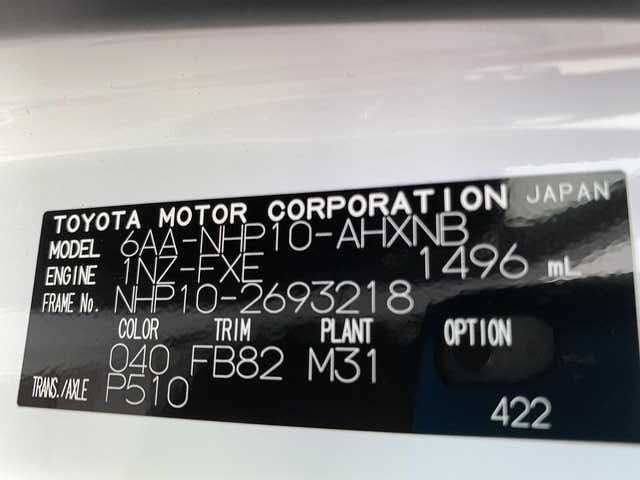 TOYOTA MOTOR CORPORATION JAPAN
MODEL 6AA-NHP10-AHXNB
ENGINE 1NZ-FXE 1496 mL
FRAME No. NHP10-2693218
COLOR TRIM PLANT OPTION
040 FB82 M31
TRANS./AXLE P510
422